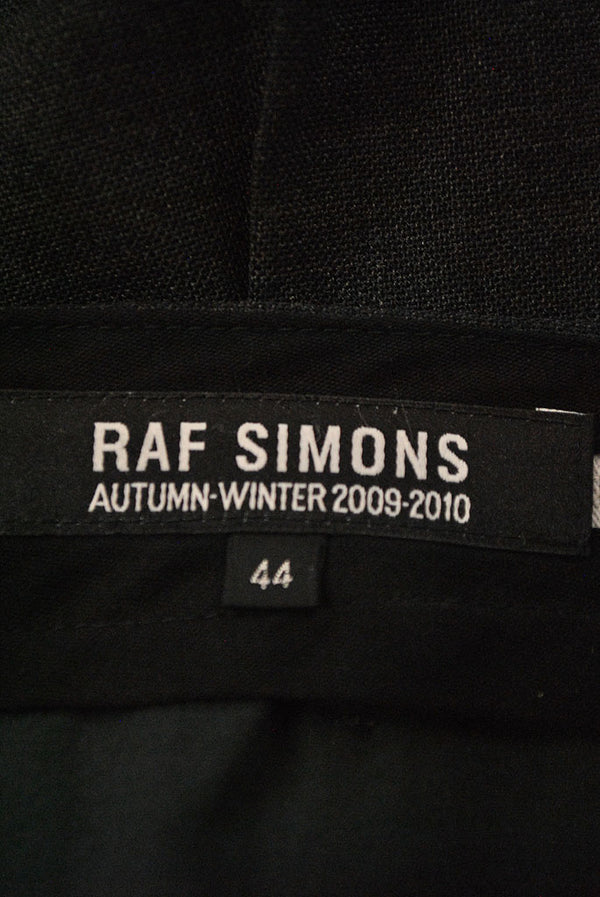 RAF SIMONS
AUTUMN-WINTER 2009-2010
44